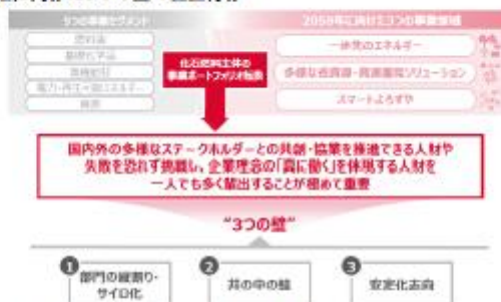 5つの事業セグメント
2050年に向けた3つの事業領域
燃料油
基礎化学品
高機能材
電力・再生可能エネルギー
資源
化石燃料主体の
事業ポートフォリオ転換
一歩先のエネルギー
多様な省資源・資源循環ソリューション
スマートよろずや
国内外の多様なステークホルダーとの共創・協業を推進できる人財や
失敗を恐れず挑戦し、企業理念の「真に働く」を体現する人財を
一人でも多く輩出することが極めて重要
“3つの壁”
1
部門の縦割り・
サイロ化
2
井の中の蛙
3
安定化志向